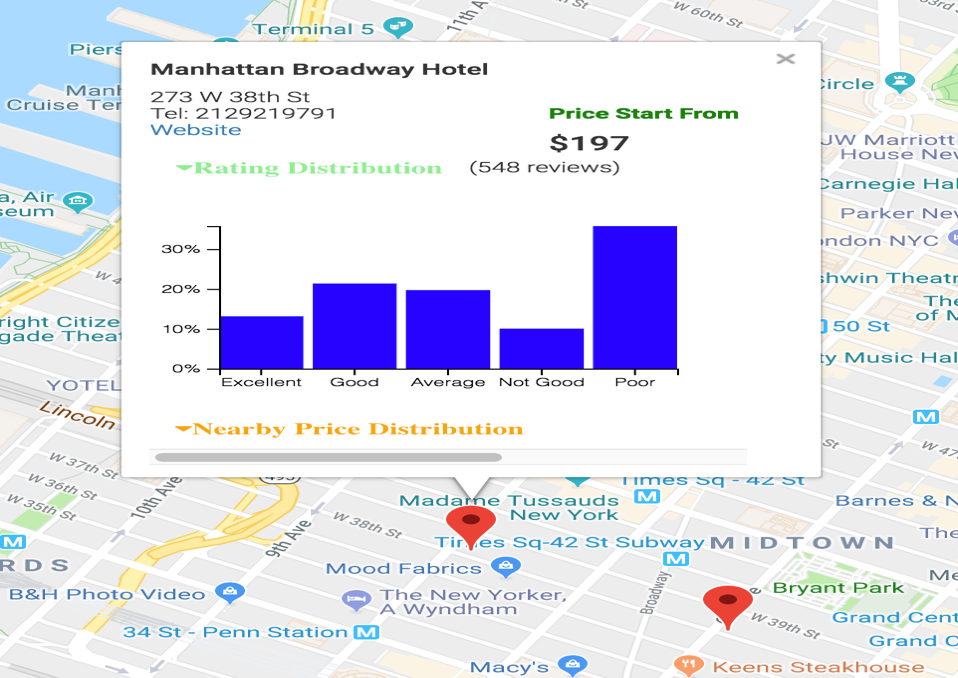 Terminal 5
11th A
W 60th St
63rd S
Piers
Manh
Cruise Ter
Circle
JW Marriott
House New
Carnegie Hal
Parker New
ondon NYC
shwin Theatr
The
of M
50 St
ty Music Hal
a, Air
seum
W 4
right Citize
gade Theat
YOTEL
Lincoln
Manhattan Broadway Hotel
×
273 W 38th St
Tel: 2129219791
Website
Price Start From
$197
Rating Distribution (548 reviews)
30%
20%
10%
0%
Excellent Good Average Not Good Poor
Nearby Price Distribution
M
St
W 47
W 37th St
W 36th St
W 35th St
10th Ave
495
9th Ave
W 38th St
Times Sq - 42 St
M
Madame Tussauds
New York
Barnes & N
Times Sq-42 St Subway
M
MIDTOWN
The
M
RDS
Mood Fabrics
Bryant Park
Me
B&H Photo Video
The New Yorker,
A Wyndham
Broadway
e
W 39th St
Grand Cent
Grand C
34 St - Penn Station M
Macy's
Keens Steakhouse